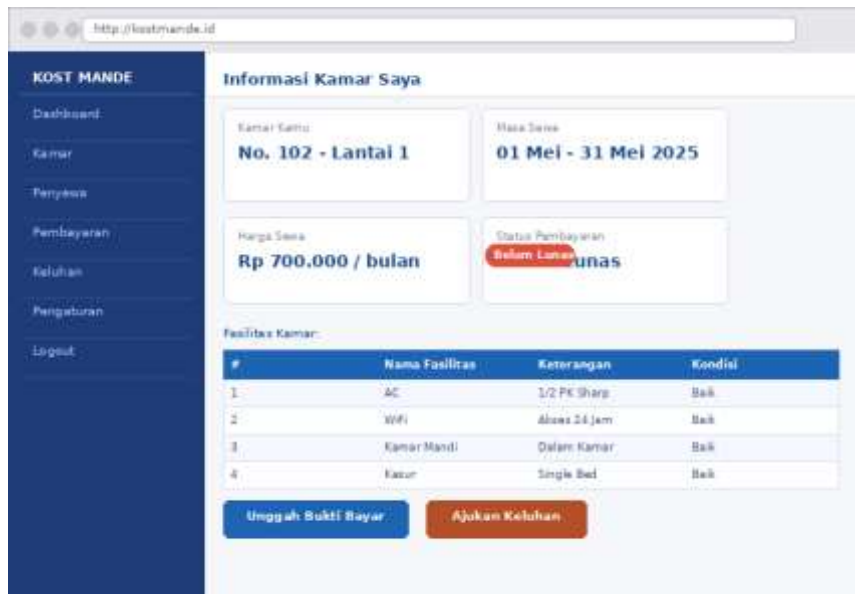 http://kostmande.id
KOST MANDE
Dashboard
Kamar
Penyewa
Pembayaran
Keluhan
Pengaturan
Logout
Informasi Kamar Saya
Kamar Kamu
No. 102 - Lantai 1
Masa Sewa
01 Mei - 31 Mei 2025
Harga Sewa
Rp 700.000 / bulan
Status Pembayaran
Belum Lunas
unas
Fasilitas Kamar:
# Nama Fasilitas Keterangan Kondisi
1 AC 1/2 PK Sharp Baik
2 WiFi Akses 24 Jam Baik
3 Kamar Mandi Dalam Kamar Baik
4 Kasur Single Bed Baik
Unggah Bukti Bayar
Ajukan Keluhan